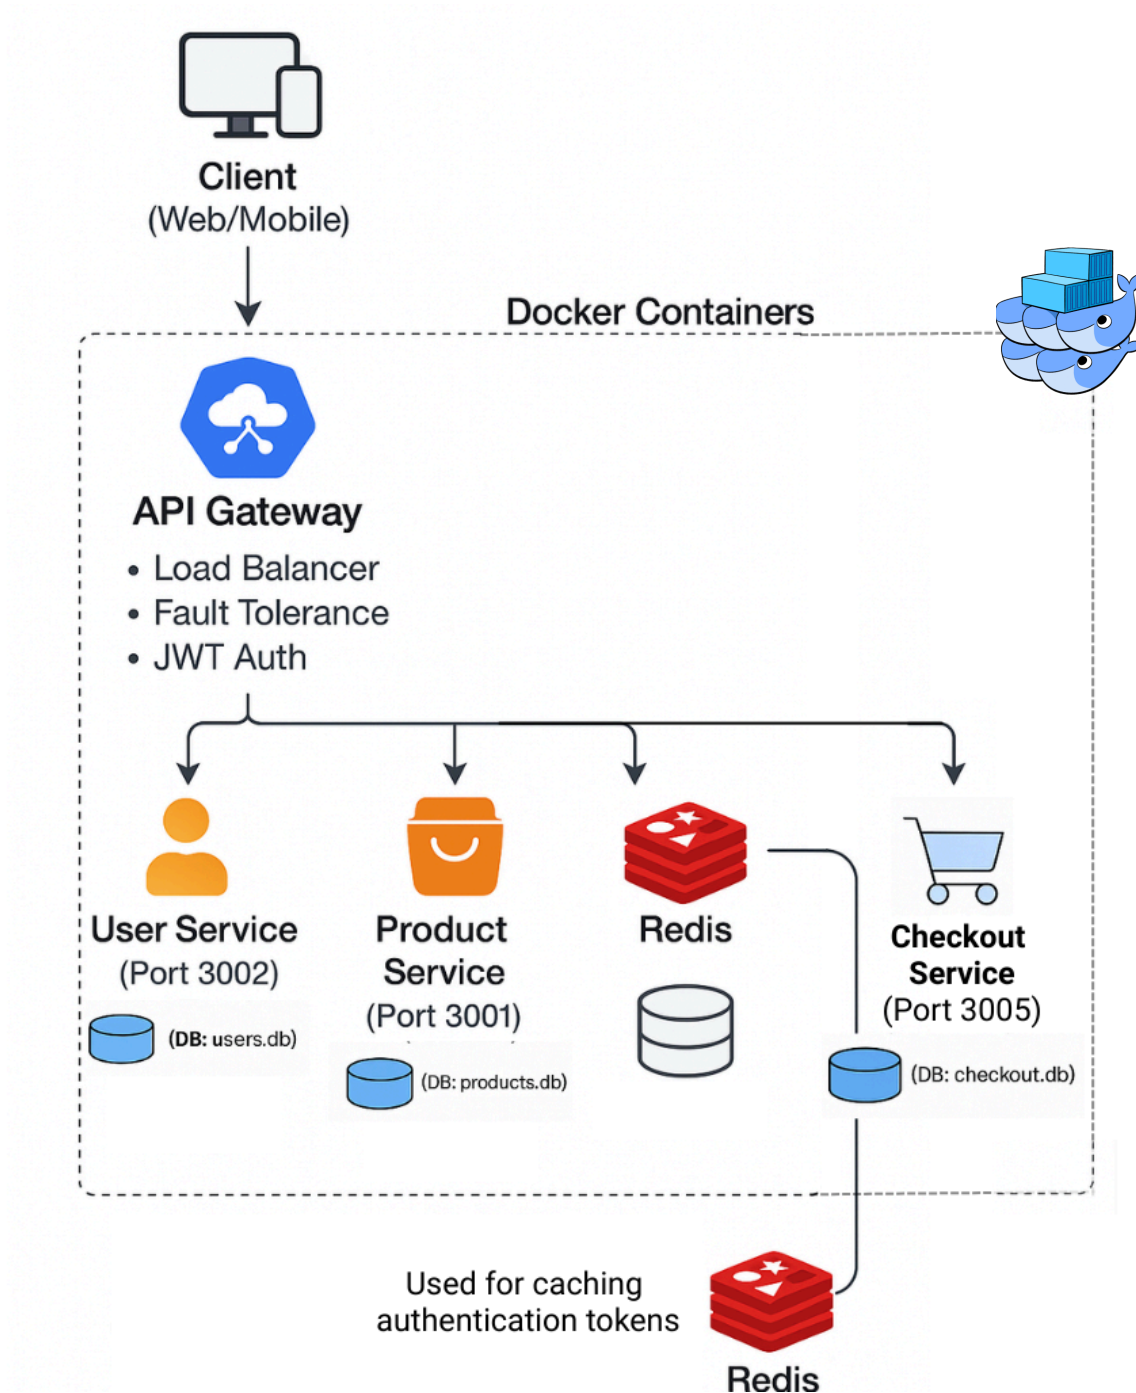 Client
(Web/Mobile)
Docker Containers
API Gateway
• Load Balancer
• Fault Tolerance
• JWT Auth
User Service
(Port 3002)
(DB: users.db)
Product
Service
(Port 3001)
(DB: products.db)
Redis
Checkout
Service
(Port 3005)
(DB: checkout.db)
Used for caching
authentication tokens
Redis